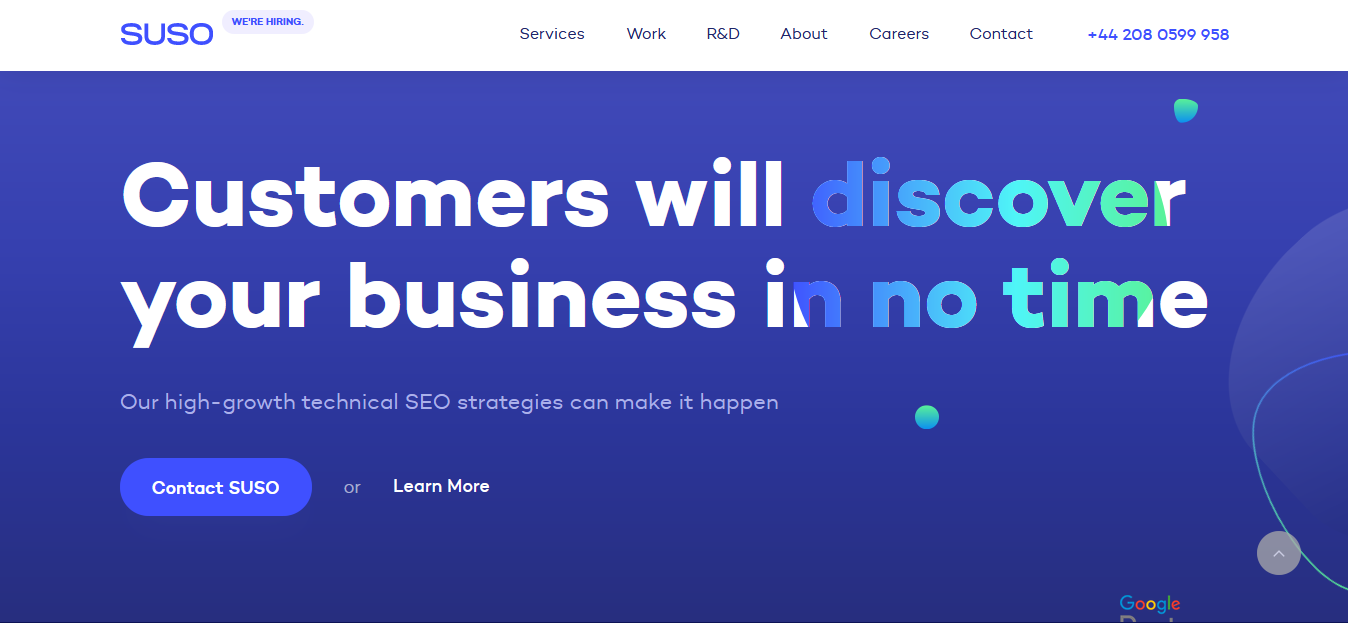 SUSO
WE'RE HIRING.
Services
Work
R&D
About
Careers
Contact
+44 208 0599 958
Customers will discover
your business in no time
Our high-growth technical SEO strategies can make it happen
Contact SUSO
or
Learn More
Google